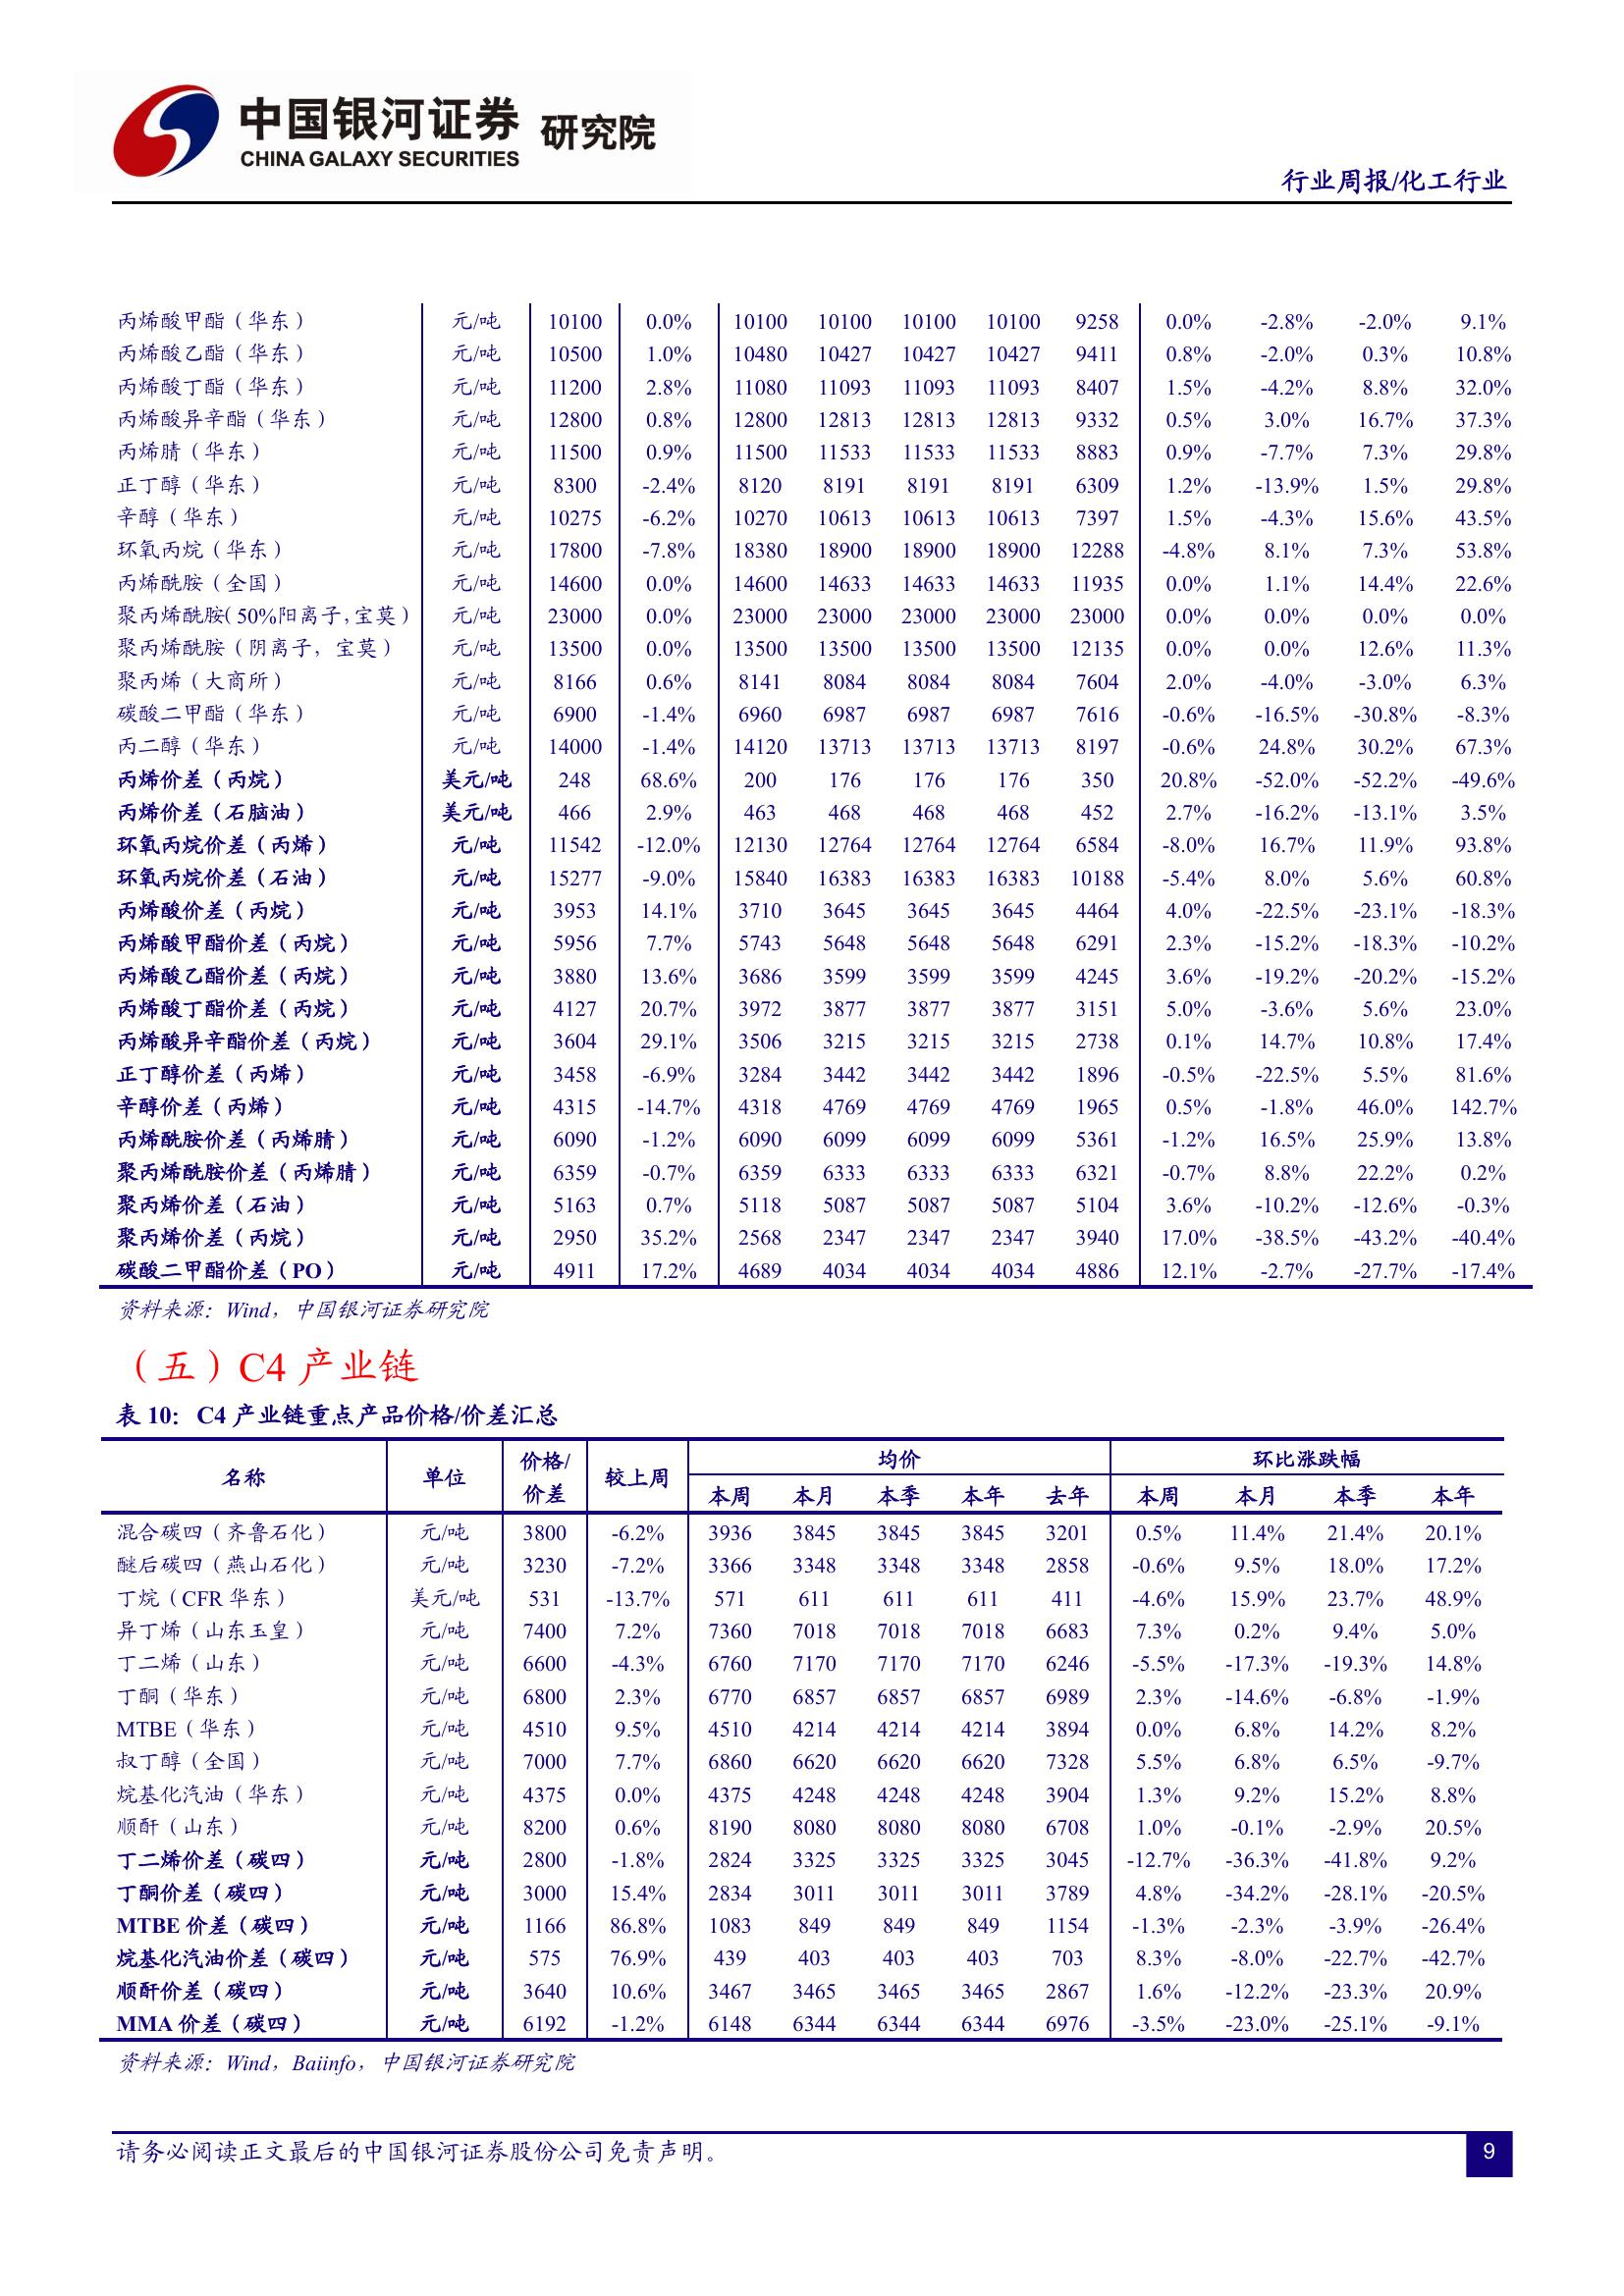 中国银河证券 研究院
CHINA GALAXY SECURITIES
行业周报/化工行业
丙烯酸甲酯（华东） 元/吨 10100 0.0% 10100 10100 10100 10100 9258 0.0% -2.8% -2.0% 9.1%
丙烯酸乙酯（华东） 元/吨 10500 1.0% 10480 10427 10427 10427 9411 0.8% -2.0% 0.3% 10.8%
丙烯酸丁酯（华东） 元/吨 11200 2.8% 11080 11093 11093 11093 8407 1.5% -4.2% 8.8% 32.0%
丙烯酸异辛酯（华东） 元/吨 12800 0.8% 12800 12813 12813 12813 9332 0.5% 3.0% 16.7% 37.3%
丙烯腈（华东） 元/吨 11500 0.9% 11500 11533 11533 11533 8883 0.9% -7.7% 7.3% 29.8%
正丁醇（华东） 元/吨 8300 -2.4% 8120 8191 8191 8191 6309 1.2% -13.9% 1.5% 29.8%
辛醇（华东） 元/吨 10275 -6.2% 10270 10613 10613 10613 7397 1.5% -4.3% 15.6% 43.5%
环氧丙烷（华东） 元/吨 17800 -7.8% 18380 18900 18900 18900 12288 -4.8% 8.1% 7.3% 53.8%
丙烯酰胺（全国） 元/吨 14600 0.0% 14600 14633 14633 14633 11935 0.0% 1.1% 14.4% 22.6%
聚丙烯酰胺（50%阳离子，宝莫） 元/吨 23000 0.0% 23000 23000 23000 23000 23000 0.0% 0.0% 0.0% 0.0%
聚丙烯酰胺（阴离子，宝莫） 元/吨 13500 0.0% 13500 13500 13500 13500 12135 0.0% 0.0% 12.6% 11.3%
聚丙烯（大商所） 元/吨 8166 0.6% 8141 8084 8084 8084 7604 2.0% -4.0% -3.0% 6.3%
碳酸二甲酯（华东） 元/吨 6900 -1.4% 6960 6987 6987 6987 7616 -0.6% -16.5% -30.8% -8.3%
丙二醇（华东） 元/吨 14000 -1.4% 14120 13713 13713 13713 8197 -0.6% 24.8% 30.2% 67.3%
丙烯价差（丙烷） 美元/吨 248 68.6% 200 176 176 176 350 20.8% -52.0% -52.2% -49.6%
丙烯价差（石脑油） 美元/吨 466 2.9% 463 468 468 468 452 2.7% -16.2% -13.1% 3.5%
环氧丙烷价差（丙烯） 元/吨 11542 -12.0% 12130 12764 12764 12764 6584 -8.0% 16.7% 11.9% 93.8%
环氧丙烷价差（石油） 元/吨 15277 -9.0% 15840 16383 16383 16383 10188 -5.4% 8.0% 5.6% 60.8%
丙烯酸价差（丙烷） 元/吨 3953 14.1% 3710 3645 3645 3645 4464 4.0% -22.5% -23.1% -18.3%
丙烯酸甲酯价差（丙烷） 元/吨 5956 7.7% 5743 5648 5648 5648 6291 2.3% -15.2% -18.3% -10.2%
丙烯酸乙酯价差（丙烷） 元/吨 3880 13.6% 3686 3599 3599 3599 4245 3.6% -19.2% -20.2% -15.2%
丙烯酸丁酯价差（丙烷） 元/吨 4127 20.7% 3972 3877 3877 3877 3151 5.0% -3.6% 5.6% 23.0%
丙烯酸异辛酯价差（丙烷） 元/吨 3604 29.1% 3506 3215 3215 3215 2738 0.1% 14.7% 10.8% 17.4%
正丁醇价差（丙烯） 元/吨 3458 -6.9% 3284 3442 3442 3442 1896 -0.5% -22.5% 5.5% 81.6%
辛醇价差（丙烯） 元/吨 4315 -14.7% 4318 4769 4769 4769 1965 0.5% -1.8% 46.0% 142.7%
丙烯酰胺价差（丙烯腈） 元/吨 6090 -1.2% 6090 6099 6099 6099 5361 -1.2% 16.5% 25.9% 13.8%
聚丙烯酰胺价差（丙烯腈） 元/吨 6359 -0.7% 6359 6333 6333 6333 6321 -0.7% 8.8% 22.2% 0.2%
聚丙烯价差（石油） 元/吨 5163 0.7% 5118 5087 5087 5087 5104 3.6% -10.2% -12.6% -0.3%
聚丙烯价差（丙烷） 元/吨 2950 35.2% 2568 2347 2347 2347 3940 17.0% -38.5% -43.2% -40.4%
碳酸二甲酯价差（PO） 元/吨 4911 17.2% 4689 4034 4034 4034 4886 12.1% -2.7% -27.7% -17.4%
资料来源：Wind，中国银河证券研究院
（五）C4 产业链
表 10：C4 产业链重点产品价格/价差汇总
名称 单位 价格/价差 较上周 均价 环比涨跌幅
本周 本月 本季 本年 去年 本周 本月 本季 本年
混合碳四（齐鲁石化） 元/吨 3800 -6.2% 3936 3845 3845 3845 3201 0.5% 11.4% 21.4% 20.1%
醚后碳四（燕山石化） 元/吨 3230 -7.2% 3366 3348 3348 3348 2858 -0.6% 9.5% 18.0% 17.2%
丁烷（CFR 华东） 美元/吨 531 -13.7% 571 611 611 611 411 -4.6% 15.9% 23.7% 48.9%
异丁烯（山东玉皇） 元/吨 7400 7.2% 7360 7018 7018 7018 6683 7.3% 0.2% 9.4% 5.0%
丁二烯（山东） 元/吨 6600 -4.3% 6760 7170 7170 7170 6246 -5.5% -17.3% -19.3% 14.8%
丁酮（华东） 元/吨 6800 2.3% 6770 6857 6857 6857 6989 2.3% -14.6% -6.8% -1.9%
MTBE（华东） 元/吨 4510 9.5% 4510 4214 4214 4214 3894 0.0% 6.8% 14.2% 8.2%
叔丁醇（全国） 元/吨 7000 7.7% 6860 6620 6620 6620 7328 5.5% 6.8% 6.5% -9.7%
烷基化汽油（华东） 元/吨 4375 0.0% 4375 4248 4248 4248 3904 1.3% 9.2% 15.2% 8.8%
顺酐（山东） 元/吨 8200 0.6% 8190 8080 8080 8080 6708 1.0% -0.1% -2.9% 20.5%
丁二烯价差（碳四） 元/吨 2800 -1.8% 2824 3325 3325 3325 3045 -12.7% -36.3% -41.8% 9.2%
丁酮价差（碳四） 元/吨 3000 15.4% 2834 3011 3011 3011 3789 4.8% -34.2% -28.1% -20.5%
MTBE 价差（碳四） 元/吨 1166 86.8% 1083 849 849 849 1154 -1.3% -2.3% -3.9% -26.4%
烷基化汽油价差（碳四） 元/吨 575 76.9% 439 403 403 403 703 8.3% -8.0% -22.7% -42.7%
顺酐价差（碳四） 元/吨 3640 10.6% 3467 3465 3465 3465 2867 1.6% -12.2% -23.3% 20.9%
MMA 价差（碳四） 元/吨 6192 -1.2% 6148 6344 6344 6344 6976 -3.5% -23.0% -25.1% -9.1%
资料来源：Wind，Baiinfo，中国银河证券研究院
请务必阅读正文最后的中国银河证券股份公司免责声明。
9